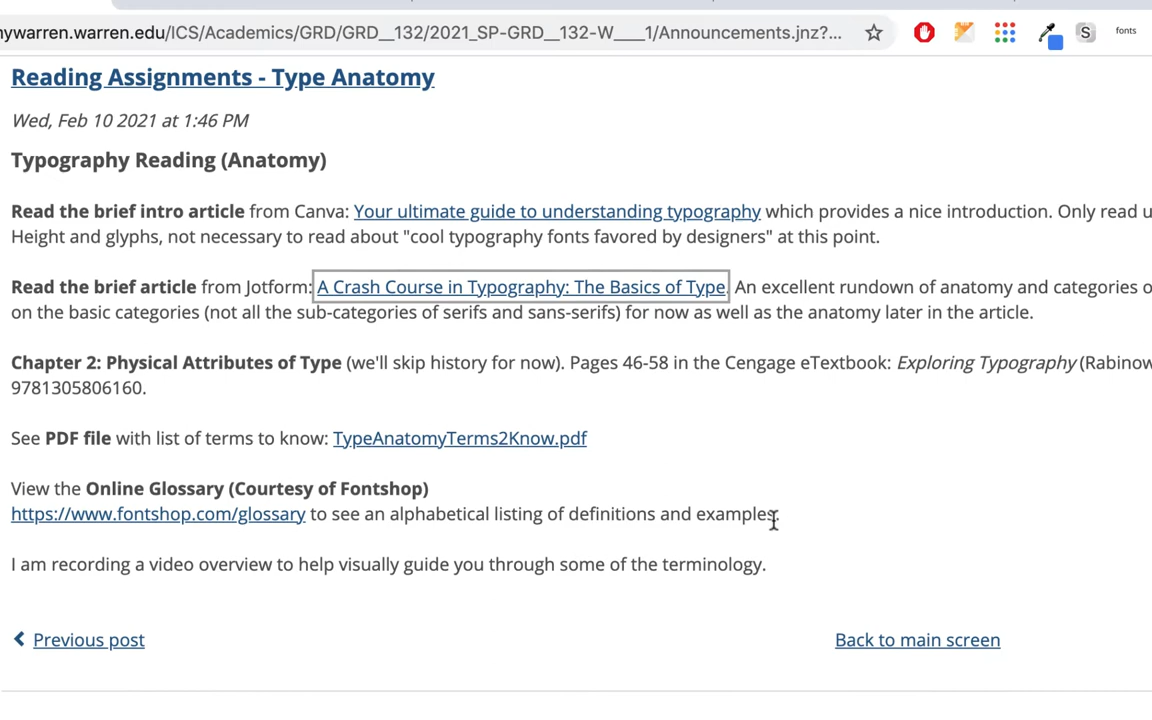 ywarren.warren.edu/ICS/Academics/GRD/GRD__132/2021_SP-GRD__132-W____1/Announcements.jnz?...
S
fonts
Reading Assignments - Type Anatomy
Wed, Feb 10 2021 at 1:46 PM
Typography Reading (Anatomy)
Read the brief intro article from Canva: Your ultimate guide to understanding typography which provides a nice introduction. Only read
Height and glyphs, not necessary to read about "cool typography fonts favored by designers" at this point.
Read the brief article from Jotform: A Crash Course in Typography: The Basics of Type. An excellent rundown of anatomy and categories
on the basic categories (not all the sub-categories of serifs and sans-serifs) for now as well as the anatomy later in the article.
Chapter 2: Physical Attributes of Type (we'll skip history for now). Pages 46-58 in the Cengage eTextbook: Exploring Typography (Rabinow
9781305806160.
See PDF file with list of terms to know: TypeAnatomyTerms2Know.pdf
View the Online Glossary (Courtesy of Fontshop)
https://www.fontshop.com/glossary to see an alphabetical listing of definitions and examples.
I am recording a video overview to help visually guide you through some of the terminology.
Previous post
Back to main screen